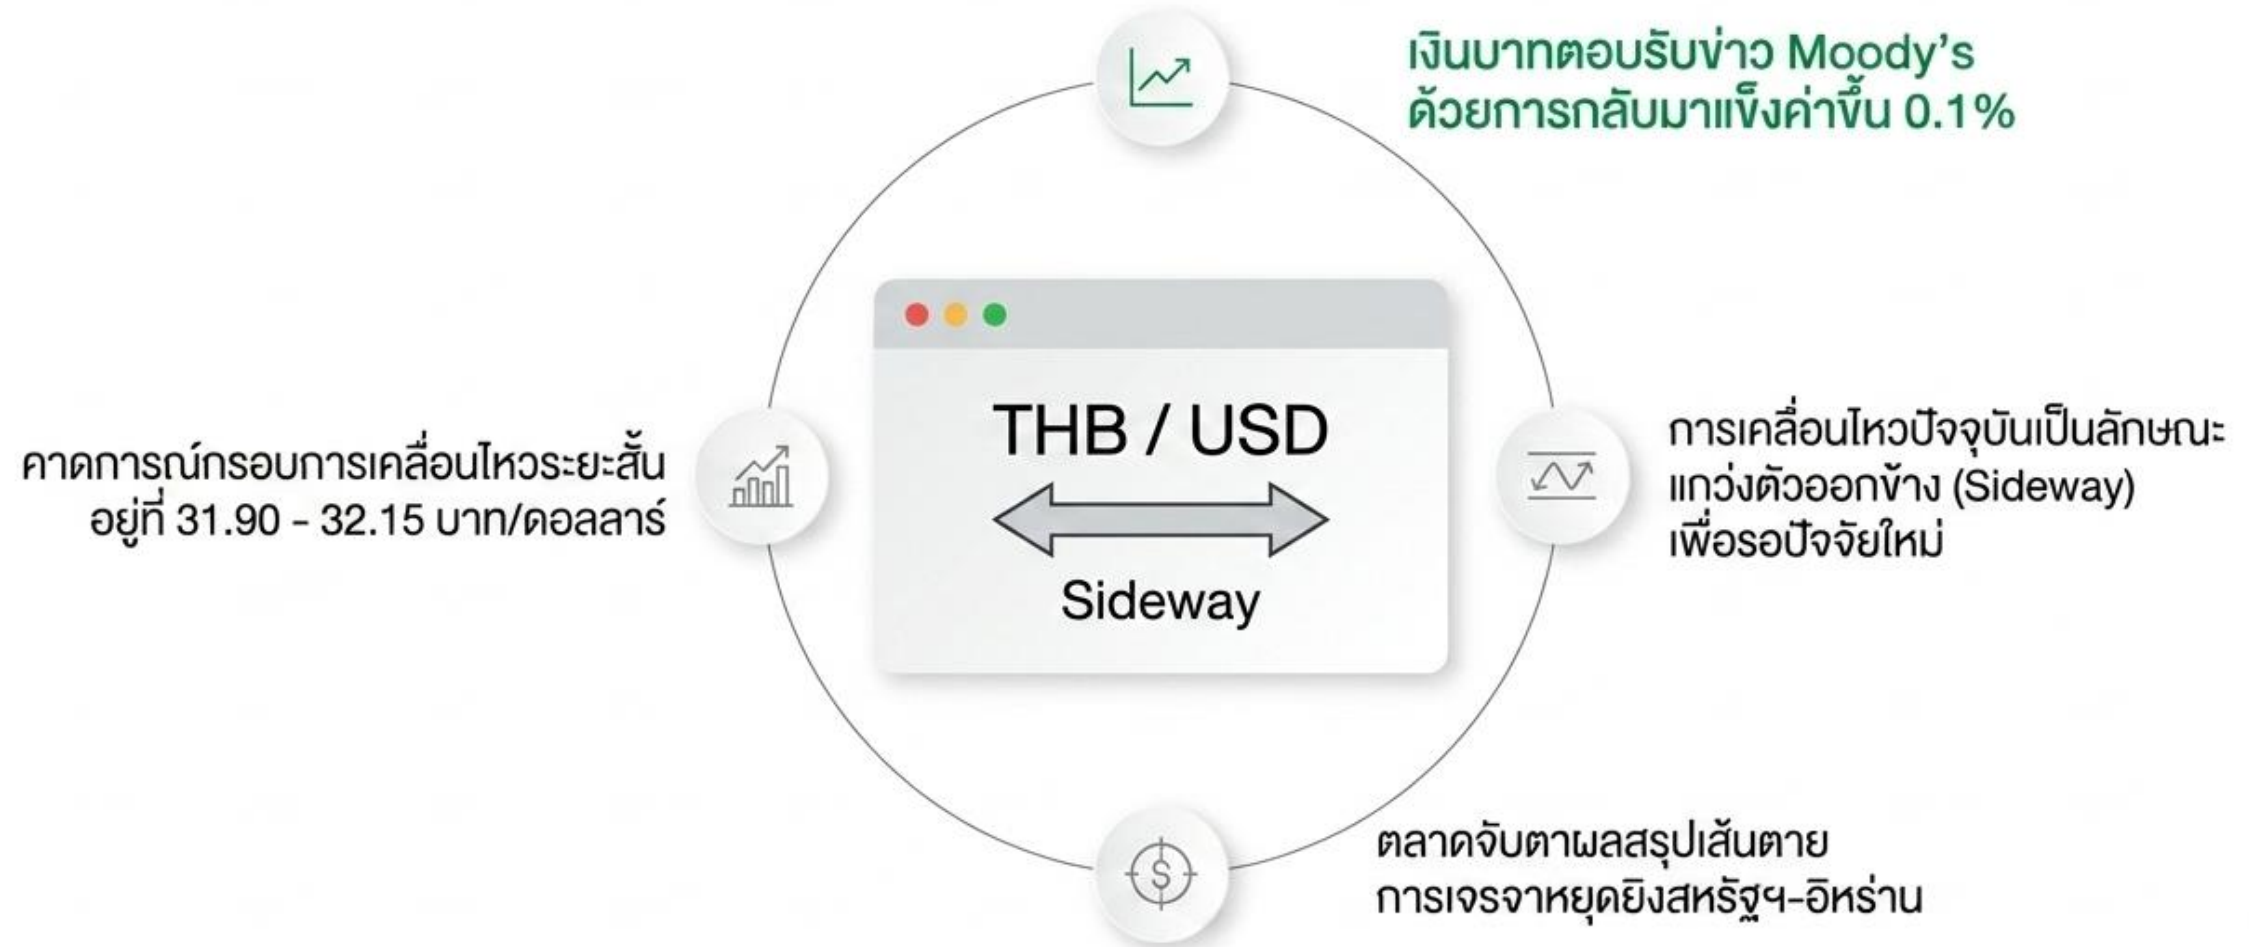 เงินบาทตอบรับข่าว Moody's
ด้วยการกลับมาแข็งค่าขึ้น 0.1%
THB / USD
Sideway
คาดการณ์กรอบการเคลื่อนไหวระยะสั้น
อยู่ที่ 31.90 - 32.15 บาท/ดอลลาร์
การเคลื่อนไหวปัจจุบันเป็นลักษณะ
แกว่งตัวออกข้าง (Sideway)
เพื่อรอปัจจัยใหม่
ตลาดจับตาผลสรุปเส้นตาย
การเจรจาหยุดยิงสหรัฐฯ-อิหร่าน